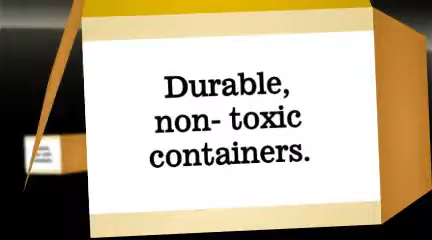 Durable,
non- toxic
containers.